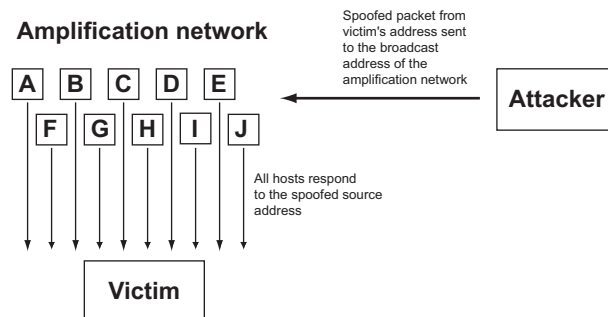 Amplification network
Spoofed packet from
victim's address sent
to the broadcast
address of the
amplification network
Attacker
A B C D E
F G H I J
All hosts respond
to the spoofed source
address
Victim